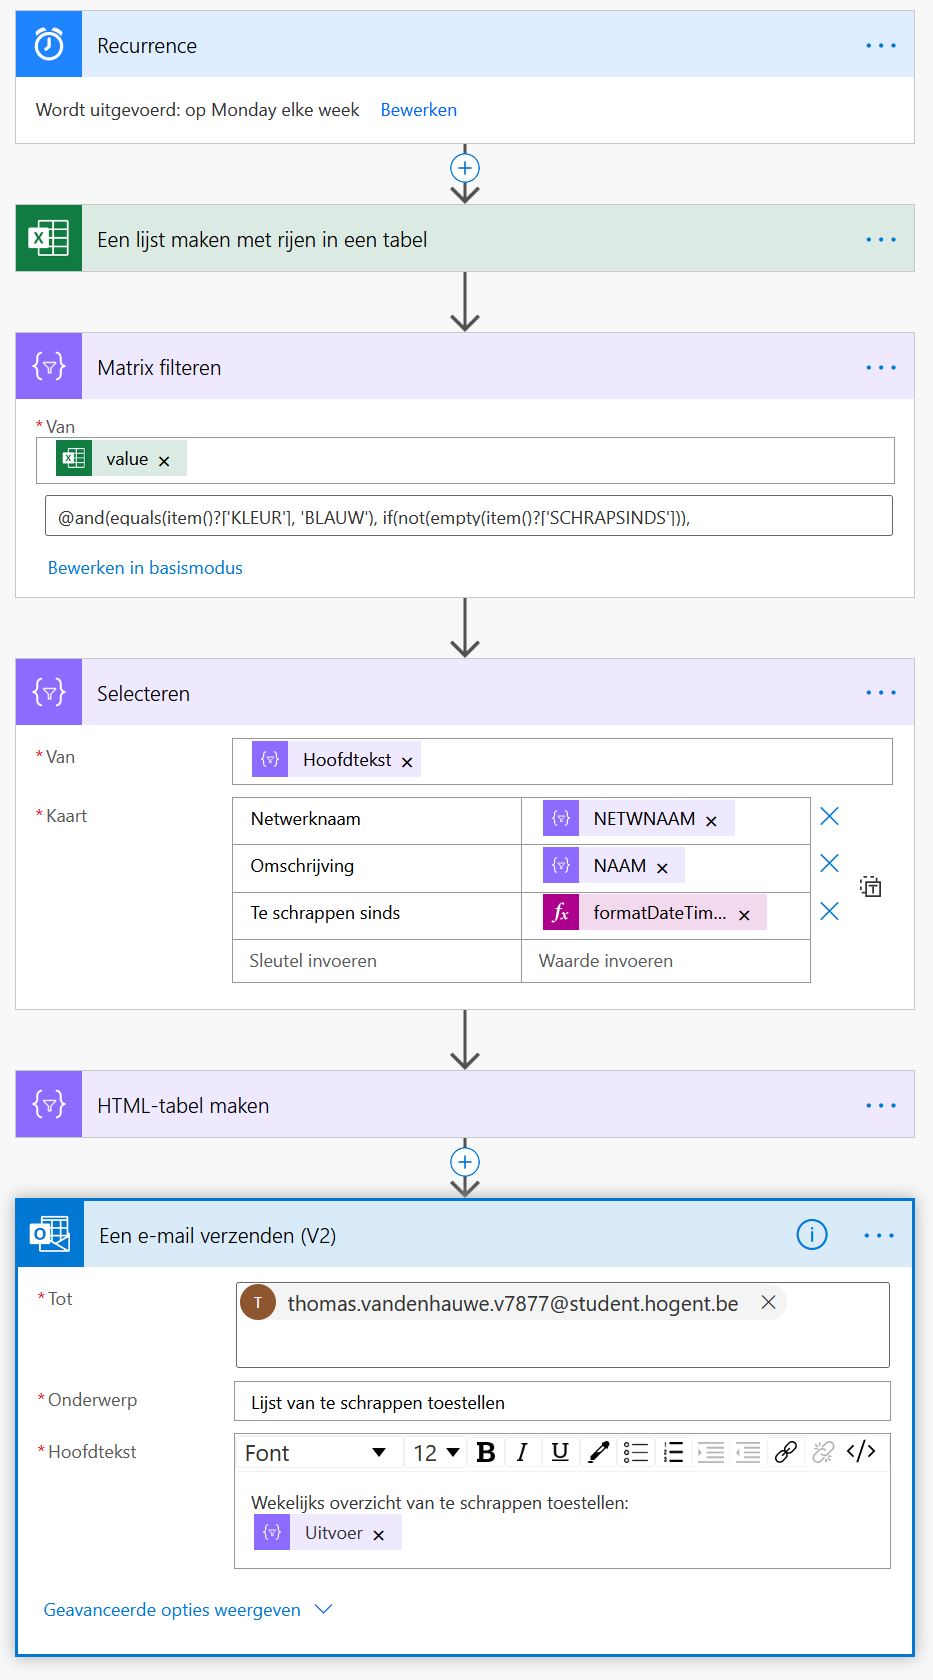 Recurrence
Wordt uitgevoerd: op Monday elke week Bewerken
Een lijst maken met rijen in een tabel
Matrix filteren
* Van
value
@and(equals(item()?['KLEUR'], 'BLAUW'), if(not(empty(item()?['SCHRAPSINDS'])),
Bewerken in basismodus
Selecteren
* Van
Hoofdtekst
* Kaart
Netwerknaam NETWNAAM
Omschrijving NAAM
Te schrappen sinds formatDateTim...
Sleutel invoeren Waarde invoeren
HTML-tabel maken
Een e-mail verzenden (V2)
* Tot
T thomas.vandenhauwe.v7877@student.hogent.be
* Onderwerp
Lijst van te schrappen toestellen
* Hoofdtekst
Font 12 B I U
Wekelijks overzicht van te schrappen toestellen:
Uitvoer
Geavanceerde opties weergeven